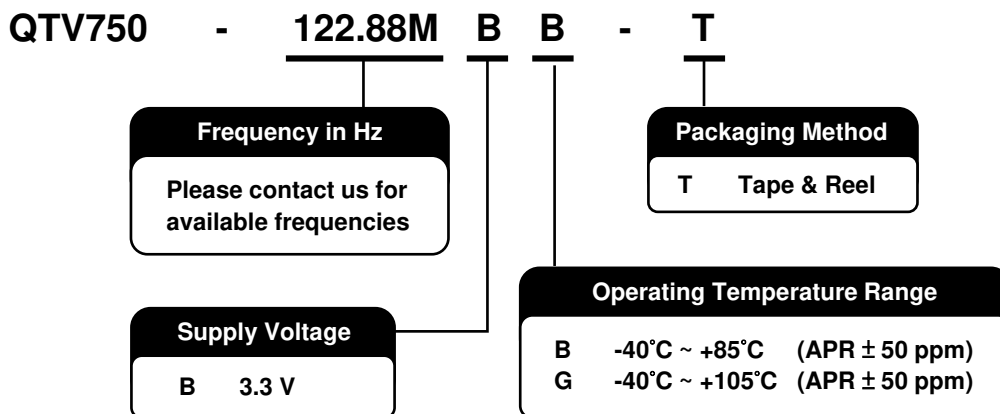 QTV750 - 122.88M B B - T
Frequency in Hz
Please contact us for
available frequencies
Packaging Method
T Tape & Reel
Supply Voltage
B 3.3 V
Operating Temperature Range
B -40°C ~ +85°C (APR ± 50 ppm)
G -40°C ~ +105°C (APR ± 50 ppm)